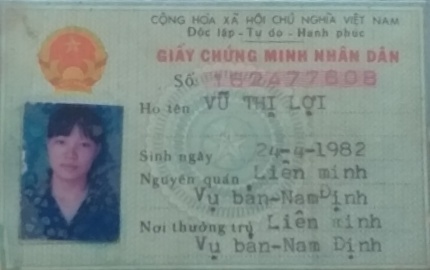 CỘNG HÒA XÃ HỘI CHỦ NGHĨA VIỆT NAM
Độc lập - Tự do - Hạnh phúc
GIẤY CHỨNG MINH NHÂN DÂN
Số 162477608
Họ tên VŨ THỊ LỢI
Sinh ngày 24-4-1982
Nguyên quán Liên minh
Vụ bản-Nam Định
Nơi thường trú Liên minh
Vụ bản-Nam Định